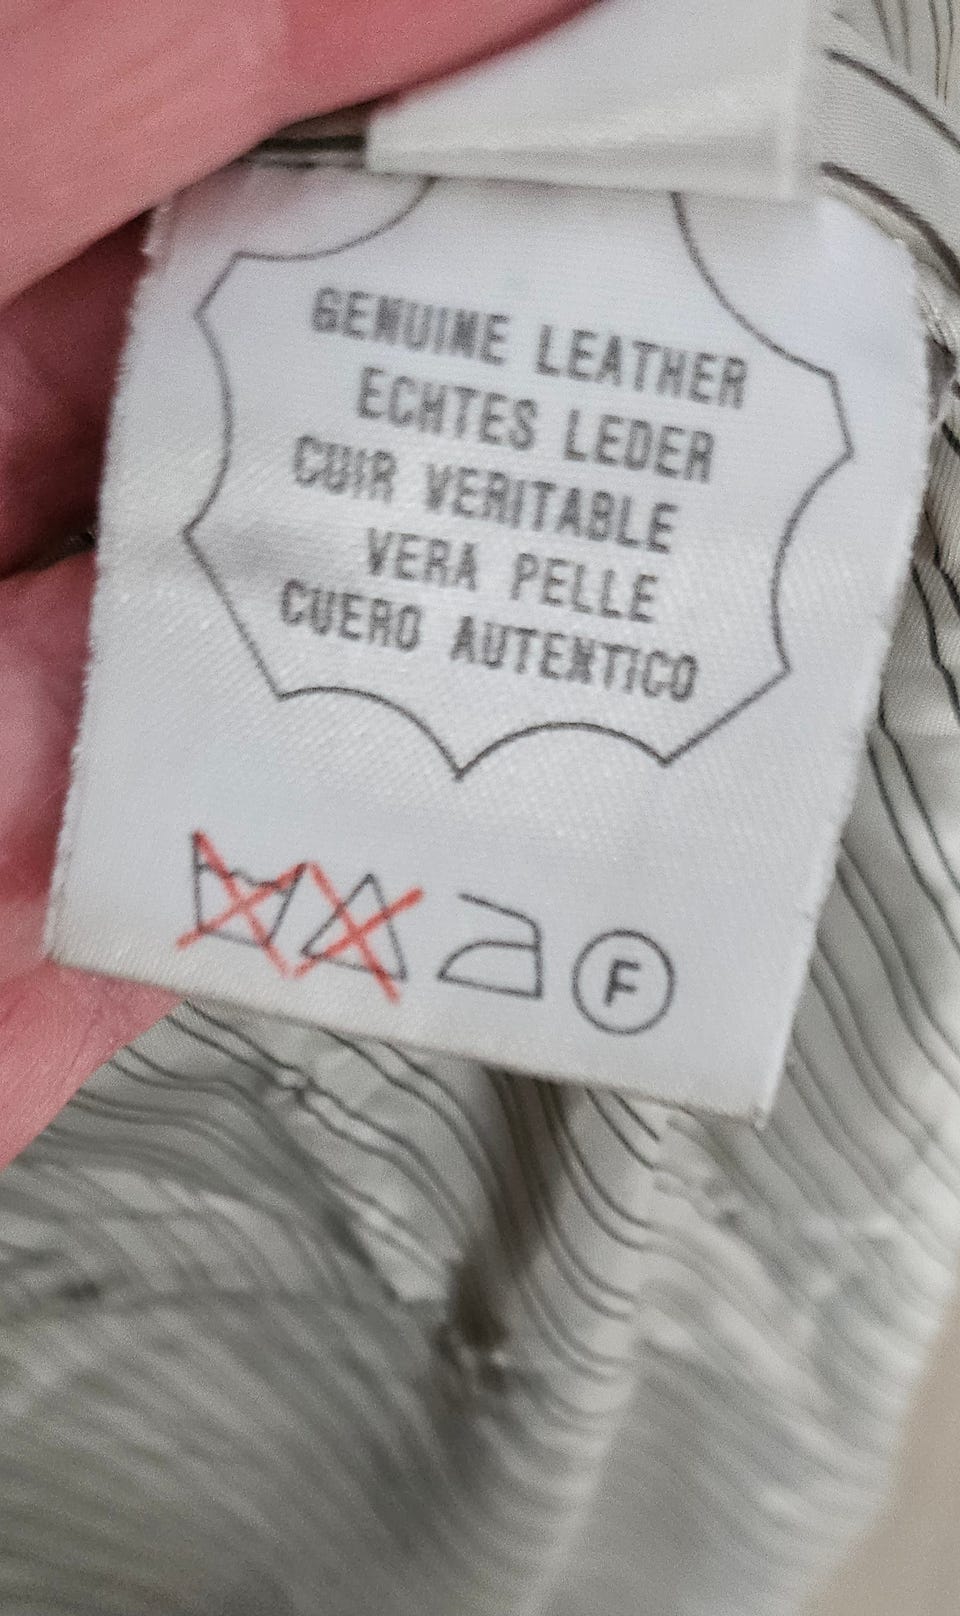 GENUINE LEATHER
ECHTES LEDER
CUIR VERITABLE
VERA PELLE
CUERO AUTENTICO
F